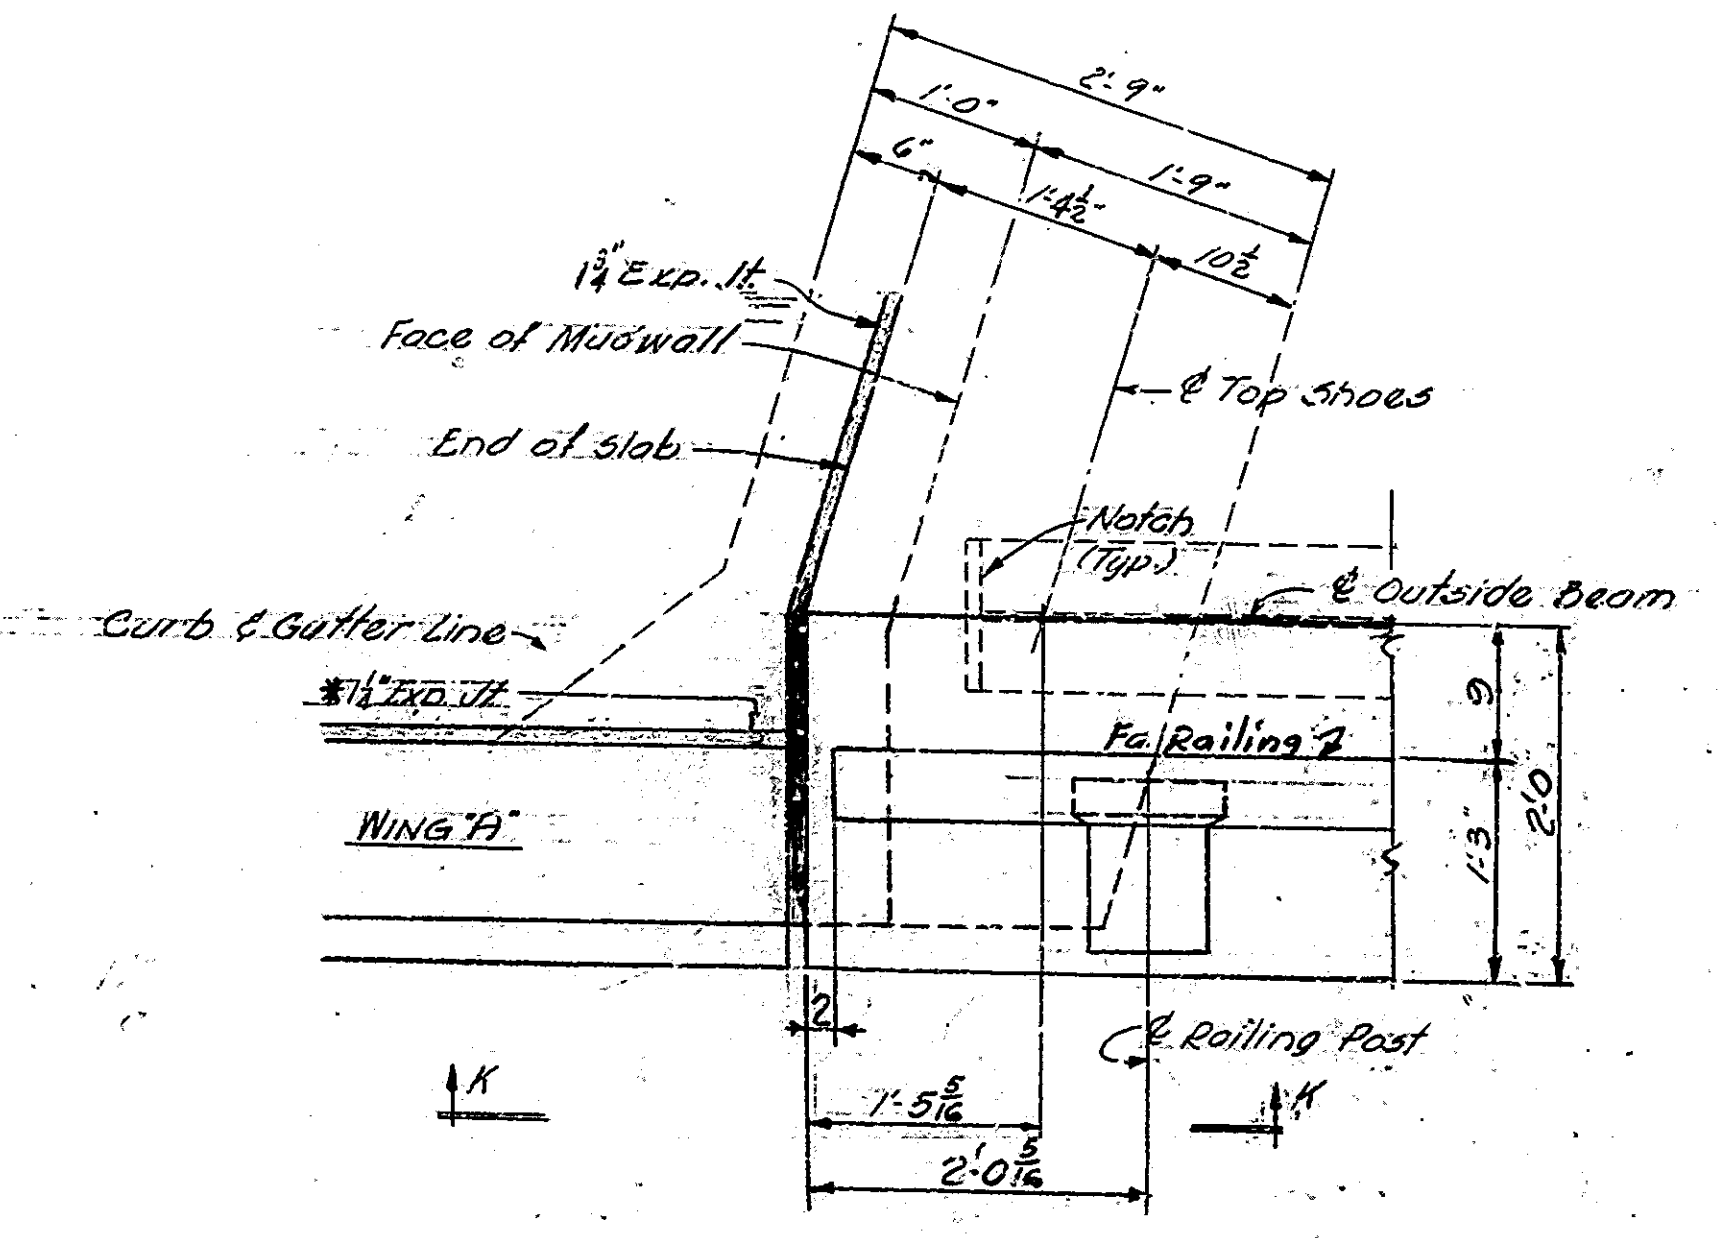 2'-9"
1'-0"
6"
1'-9"
1'-4½"
10½
1¾" Exp. Jt.
Face of Mudwall
℄ Top Shoes
End of Slab
Notch
(Typ.)
℄ Outside Beam
Curb & Gutter Line
*1½" Exp Jt
9
Fa. Railing
2'-0
1'-3"
WING "A"
2
℄ Railing Post
K
K
1'-5 5/16
2'-0 5/16